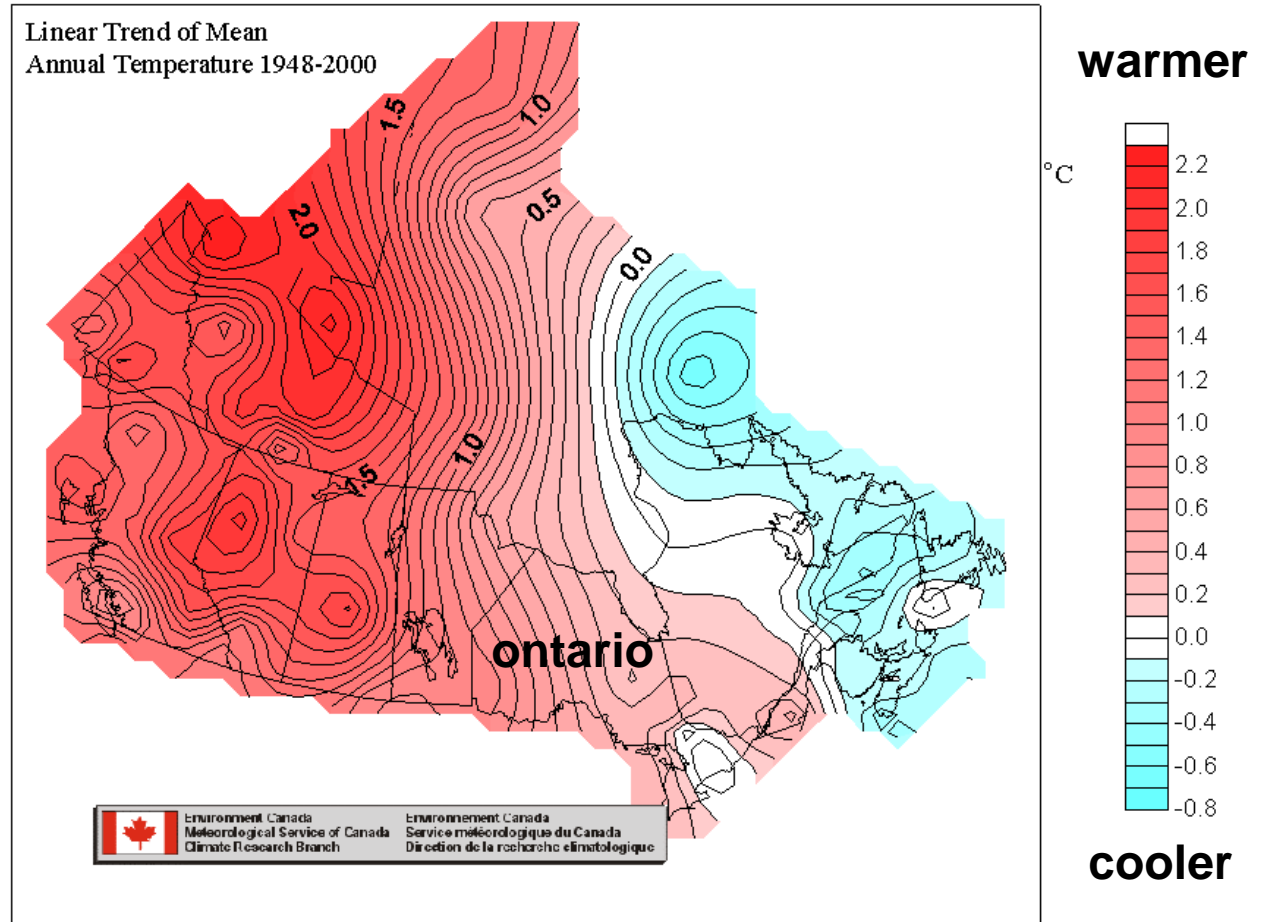 Linear Trend of Mean
Annual Temperature 1948-2000
warmer
°C
2.2
2.0
1.8
1.6
1.4
1.2
1.0
0.8
0.6
0.4
0.2
0.0
-0.2
-0.4
-0.6
-0.8
cooler
1.5
1.0
2.0
0.5
0.0
1.0
1.5
ontario
Environment Canada
Meteorological Service of Canada
Climate Research Branch
Environnement Canada
Service météorologique du Canada
Direction de la recherche climatologique